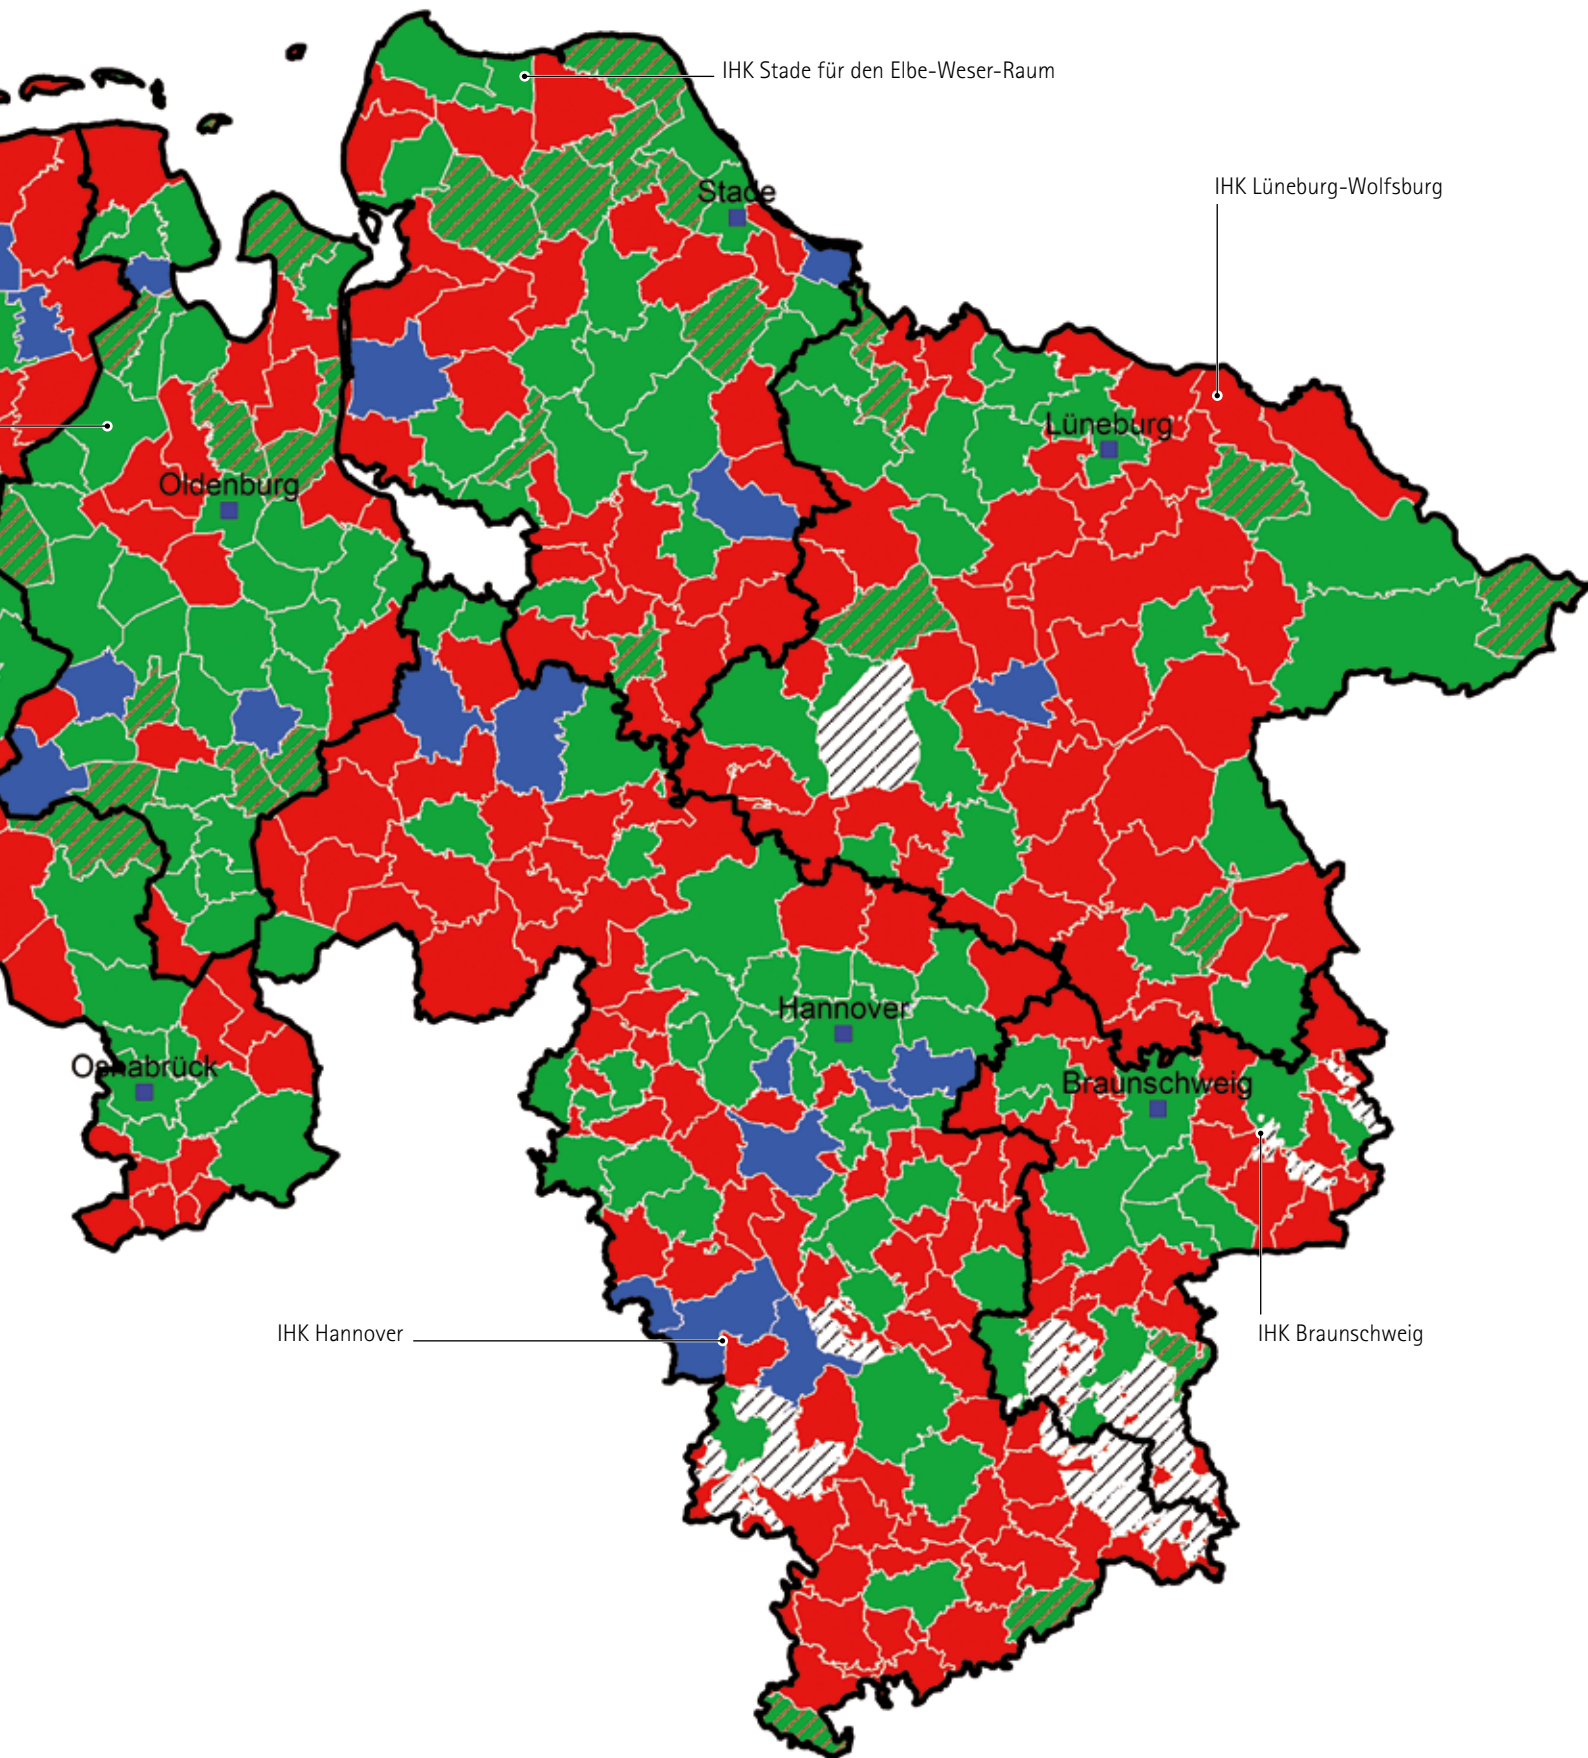 IHK Stade für den Elbe-Weser-Raum
Stade
IHK Lüneburg-Wolfsburg
Lüneburg
Oldenburg
Hannover
Osnabrück
Braunschweig
IHK Hannover
IHK Braunschweig